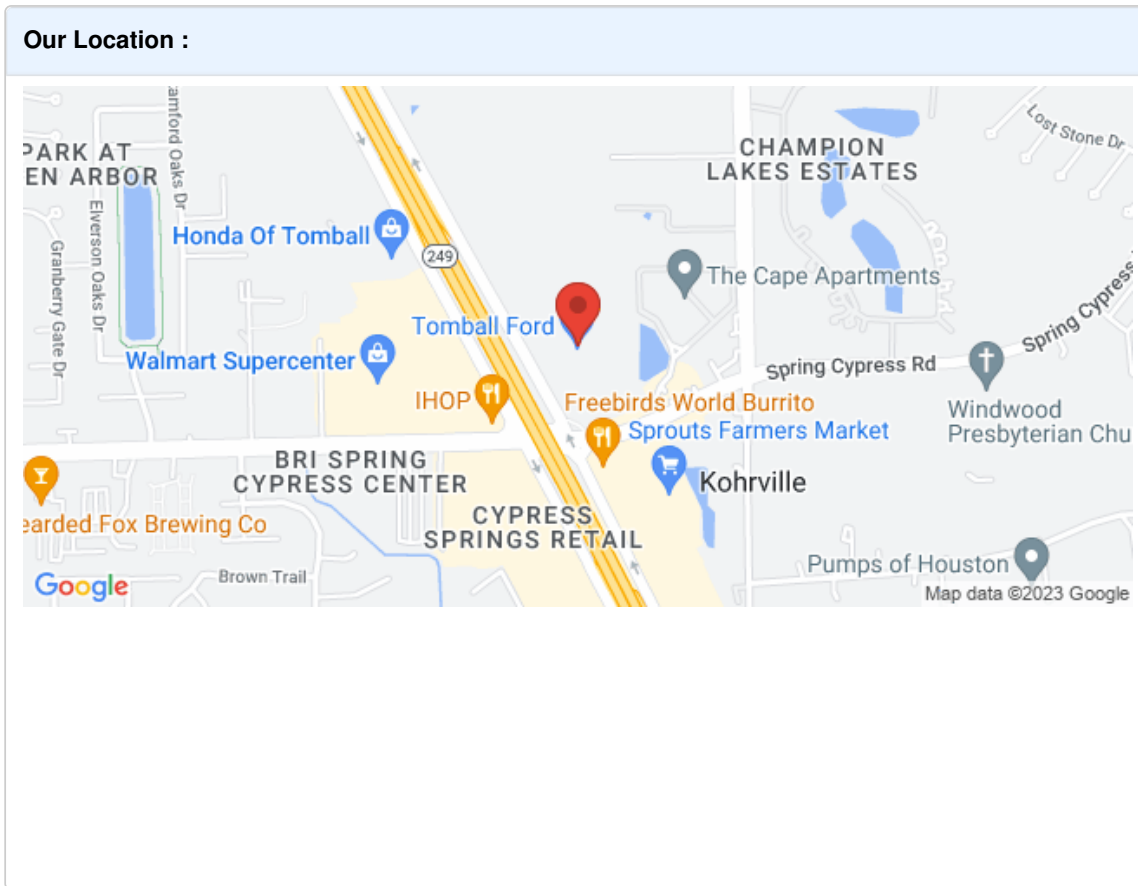 Our Location :
amford Oaks Dr
PARK AT
EN ARBOR
Elverson Oaks Dr
Granberry Gate Dr
Honda Of Tomball
249
CHAMPION
LAKES ESTATES
Lost Stone Dr
The Cape Apartments
Tomball Ford
Walmart Supercenter
IHOP
Freebirds World Burrito
Sprouts Farmers Market
Spring Cypress Rd
Spring Cypress
Windwood
Presbyterian Chu
BRI SPRING
CYPRESS CENTER
Kohrville
CYPRESS
SPRINGS RETAIL
earded Fox Brewing Co
Brown Trail
Pumps of Houston
Google
Map data ©2023 Google